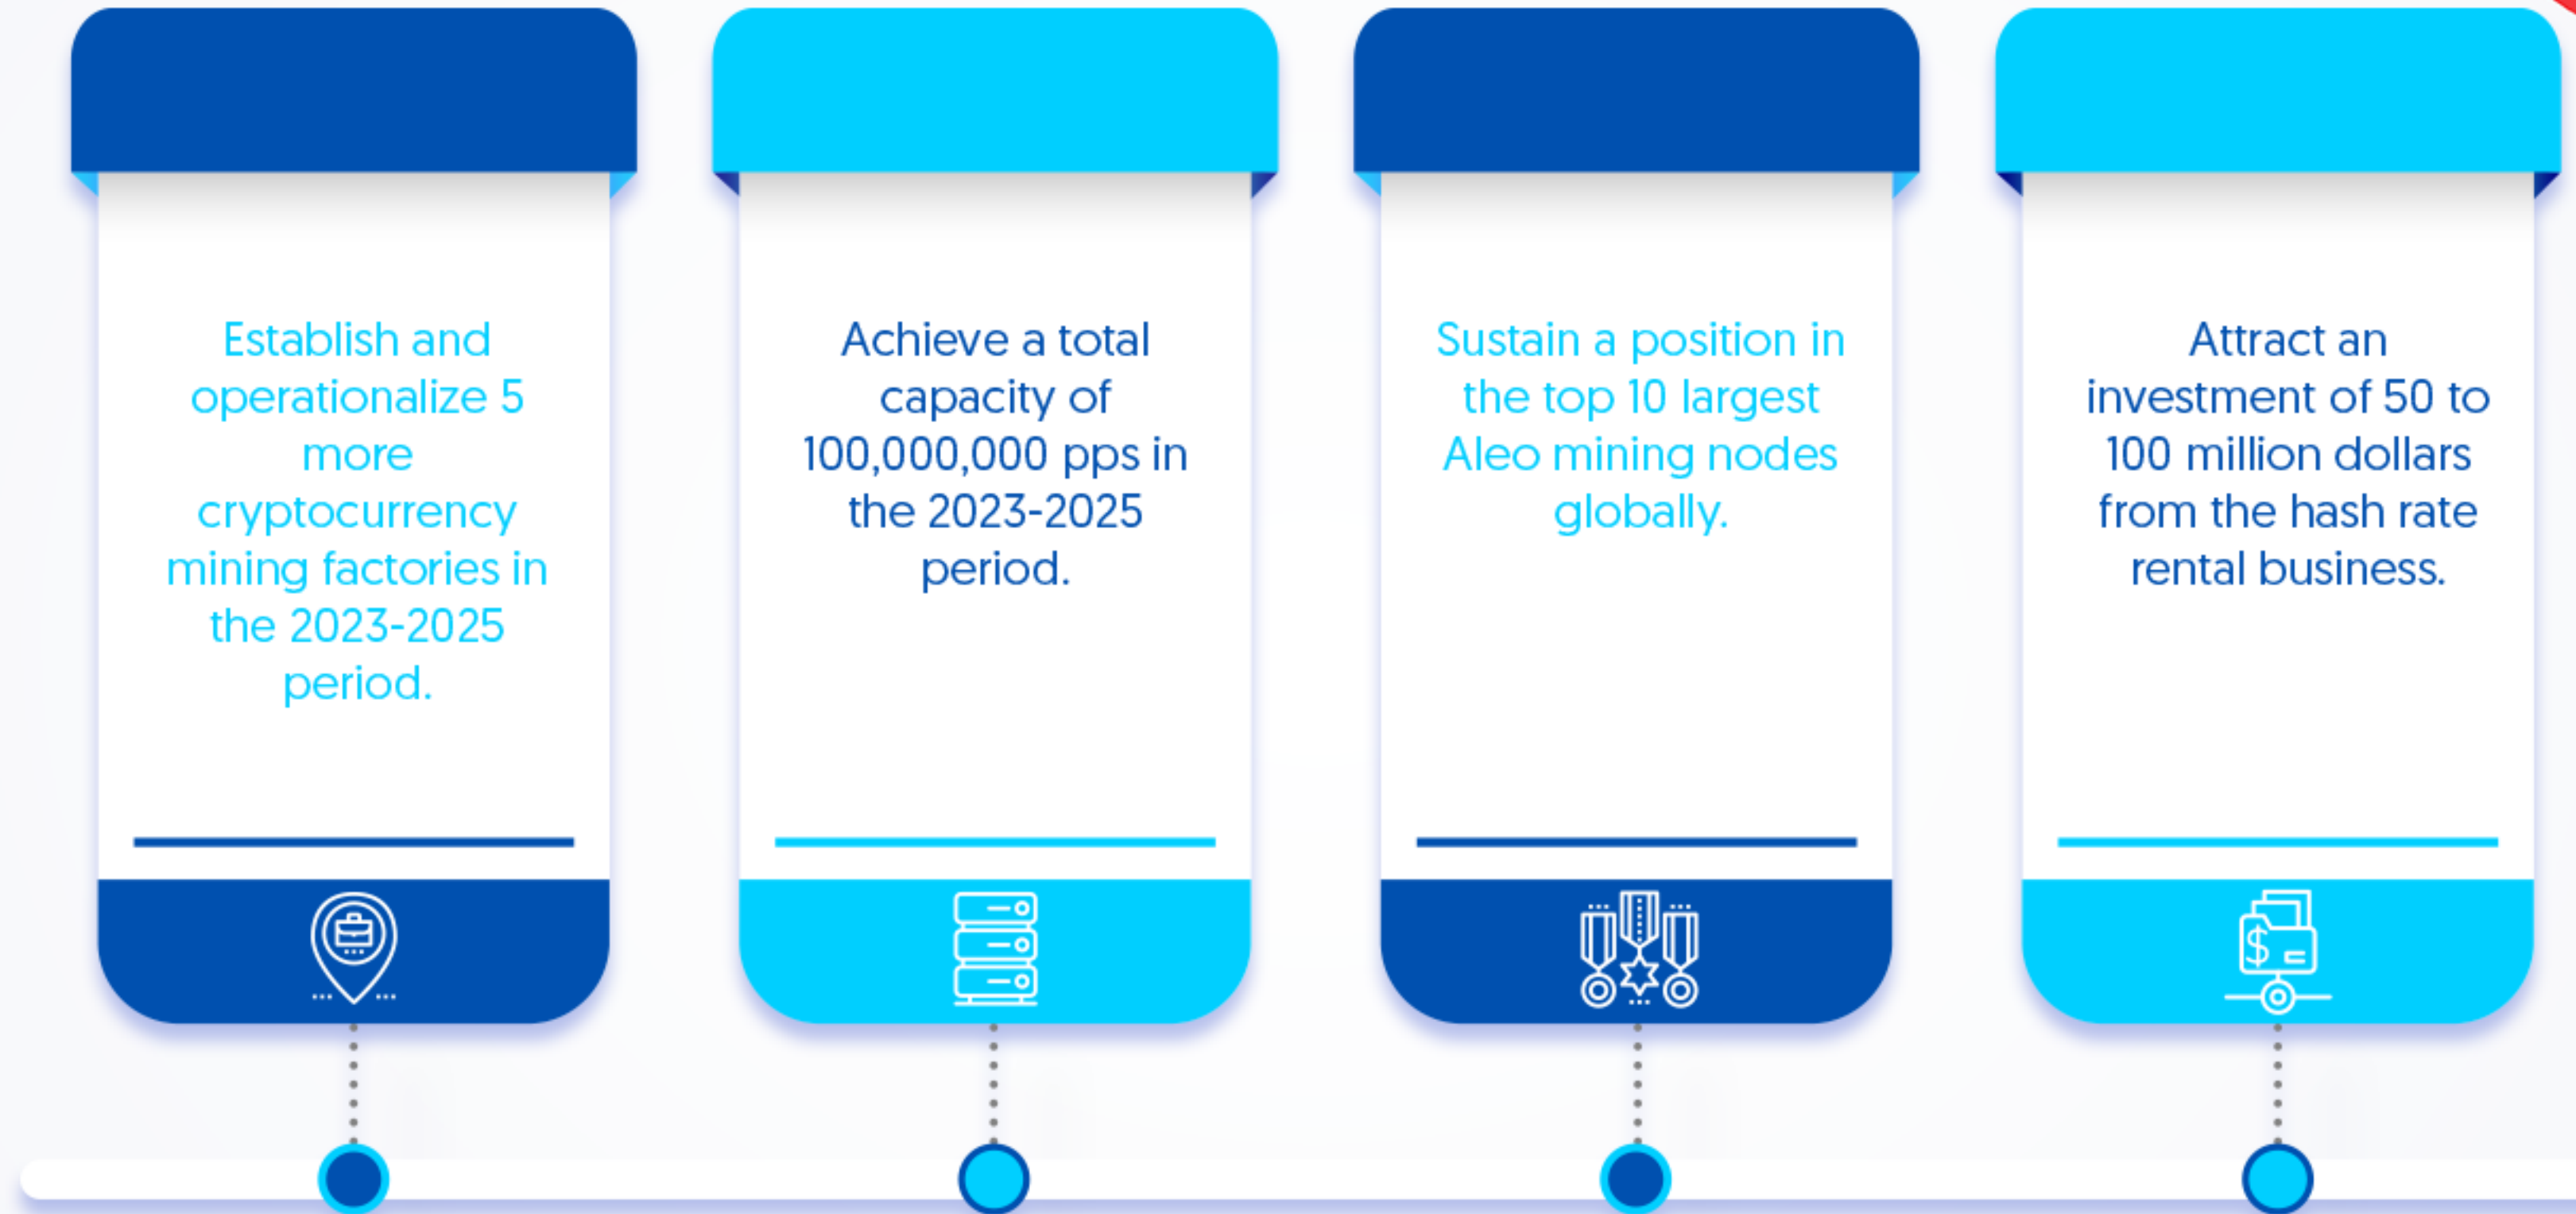 Establish and
operationalize 5
more
cryptocurrency
mining factories in
the 2023-2025
period.
Achieve a total
capacity of
100,000,000 pps in
the 2023-2025
period.
Sustain a position in
the top 10 largest
Aleo mining nodes
globally.
Attract an
investment of 50 to
100 million dollars
from the hash rate
rental business.
$